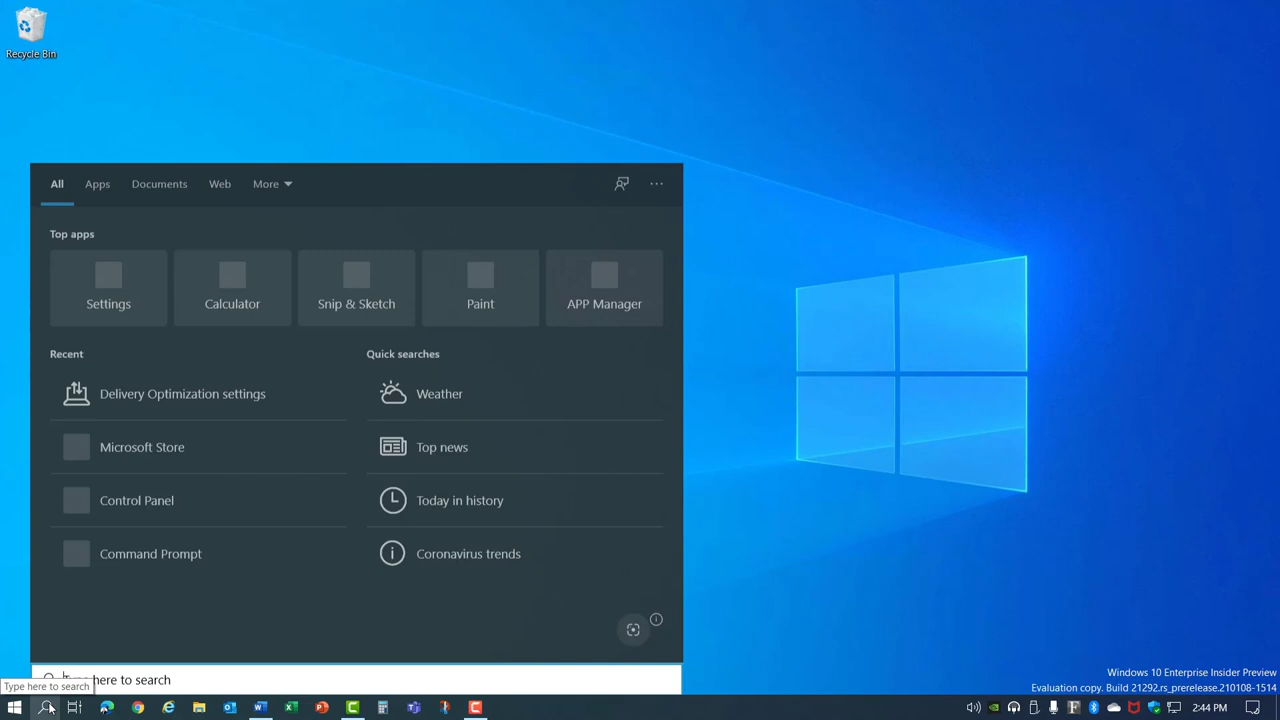 Recycle Bin
All Apps Documents Web More
Top apps
Settings Calculator Snip & Sketch Paint APP Manager
Recent
Delivery Optimization settings
Microsoft Store
Control Panel
Command Prompt
Quick searches
Weather
Top news
Today in history
Coronavirus trends
Type here to search
Type here to search
Windows 10 Enterprise Insider Preview
Evaluation copy. Build 21292.rs_prerelease.210108-1514
2:44 PM